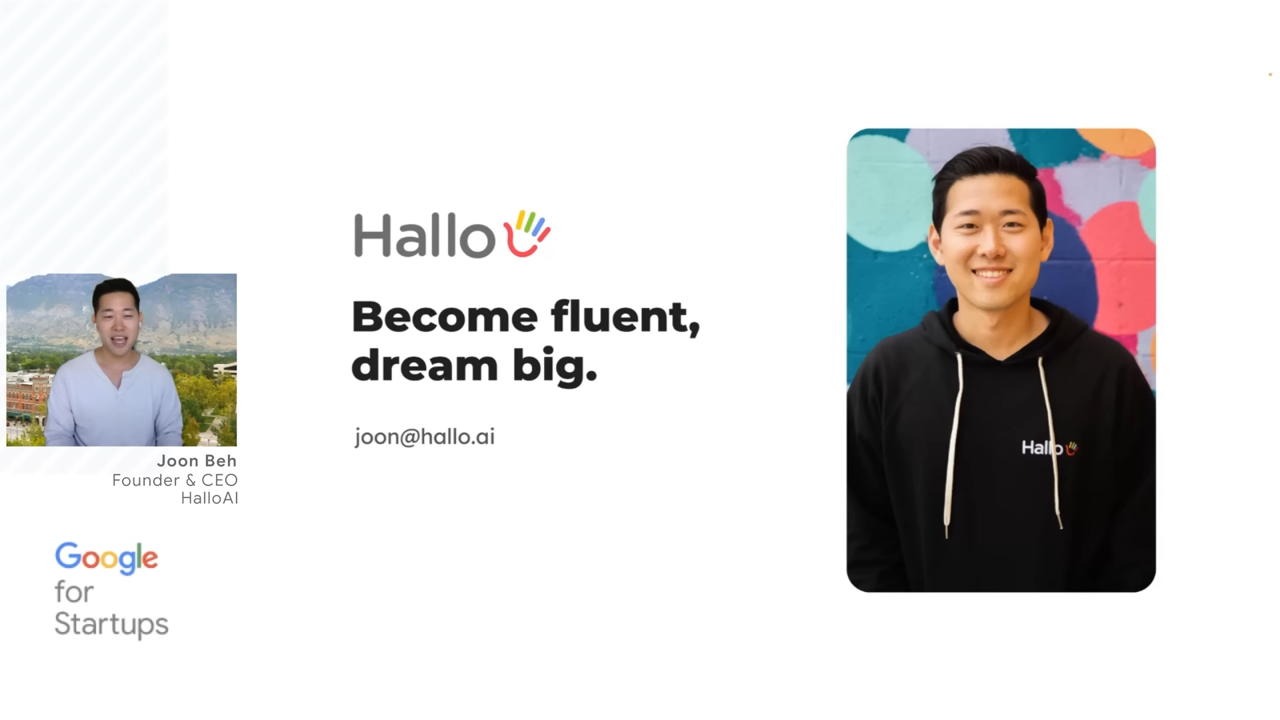 Hallo
Become fluent,
dream big.
joon@hallo.ai
Hallo
Joon Beh
Founder & CEO
HalloAI
Google
for
Startups